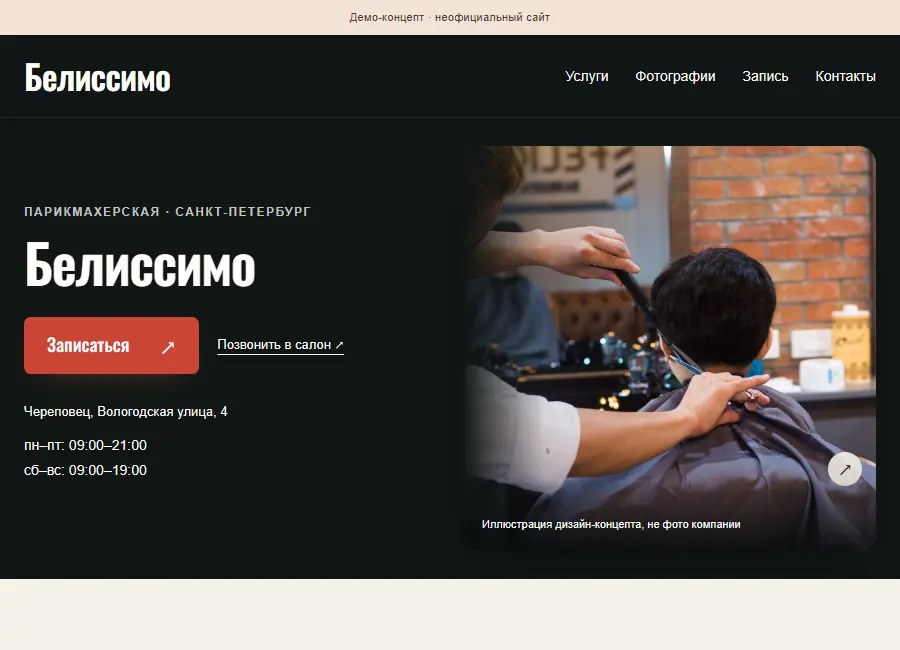 Демо-концепт · неофициальный сайт
Белиссимо
Услуги Фотографии Запись Контакты
ПАРИКМАХЕРСКАЯ · САНКТ-ПЕТЕРБУРГ
Белиссимо
Записаться ↗
Позвонить в салон ↗
Череповец, Вологодская улица, 4
пн–пт: 09:00–21:00
сб–вс: 09:00–19:00
Иллюстрация дизайн-концепта, не фото компании